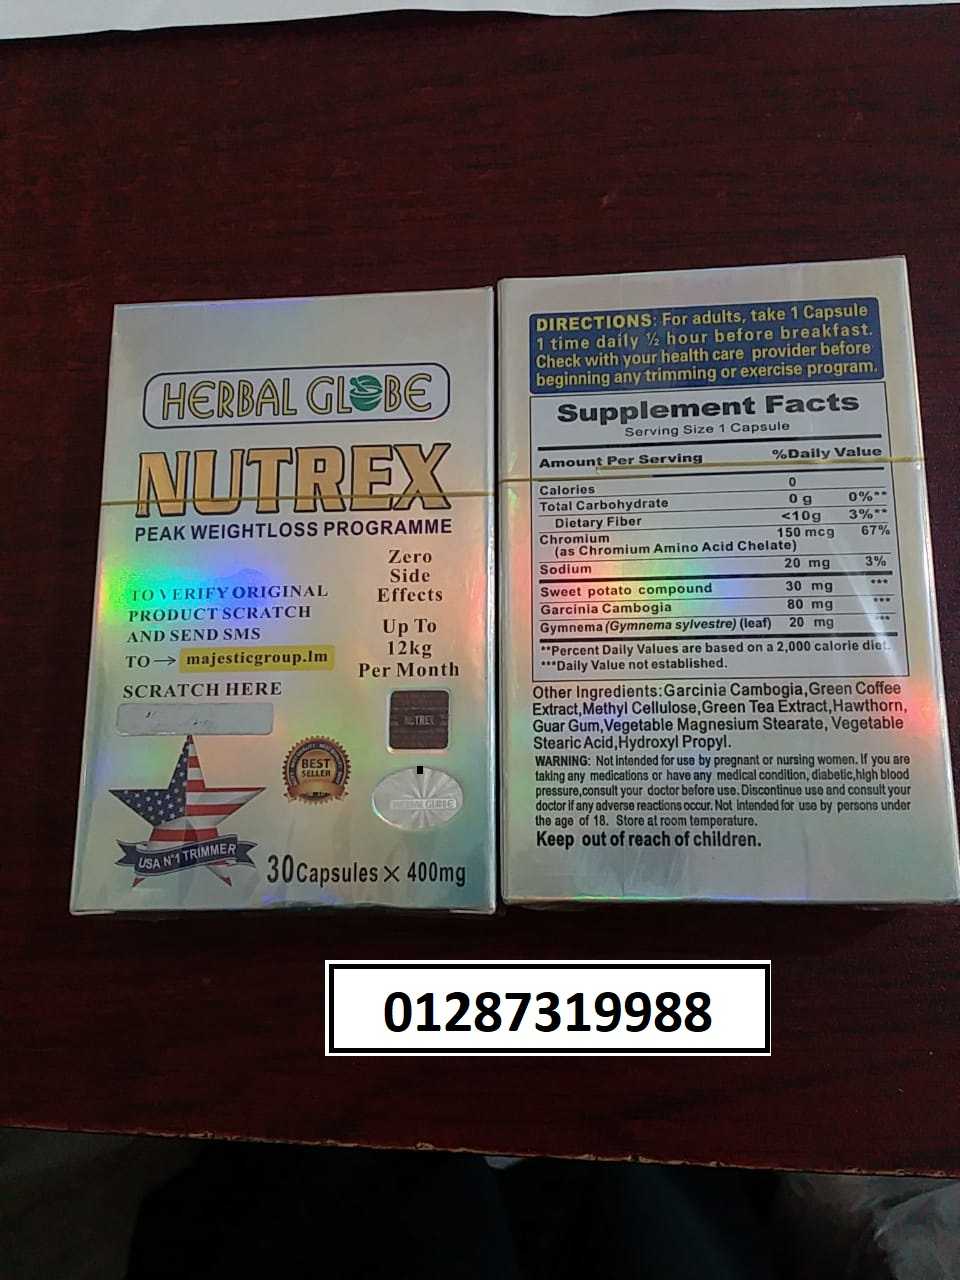 HERBAL GLOBE
NUTREX
PEAK WEIGHTLOSS PROGRAMME
Zero
Side
Effects
Up To
12kg
Per Month
TO VERIFY ORIGINAL
PRODUCT SCRATCH
AND SEND SMS
TO → majesticgroup.lm
SCRATCH HERE
NUTREX
BEST
SELLER
HERBAL GLOBE
USA N°1 TRIMMER
30Capsules × 400mg
DIRECTIONS: For adults, take 1 Capsule
1 time daily ½ hour before breakfast.
Check with your health care provider before
beginning any trimming or exercise program.
Supplement Facts
Serving Size 1 Capsule
Amount Per Serving %Daily Value
Calories 0
Total Carbohydrate 0 g 0%**
Dietary Fiber <10g 3%**
Chromium 150 mcg 67%
(as Chromium Amino Acid Chelate)
Sodium 20 mg 3%
Sweet potato compound 30 mg ***
Garcinia Cambogia 80 mg ***
Gymnema (Gymnema sylvestre) (leaf) 20 mg ***
**Percent Daily Values are based on a 2,000 calorie diet.
***Daily Value not established.
Other Ingredients:Garcinia Cambogia,Green Coffee
Extract,Methyl Cellulose,Green Tea Extract,Hawthorn,
Guar Gum,Vegetable Magnesium Stearate, Vegetable
Stearic Acid,Hydroxyl Propyl.
WARNING: Not intended for use by pregnant or nursing women. If you are
taking any medications or have any medical condition, diabetic,high blood
pressure,consult your doctor before use. Discontinue use and consult your
doctor if any adverse reactions occur. Not intended for use by persons under
the age of 18. Store at room temperature.
Keep out of reach of children.
01287319988